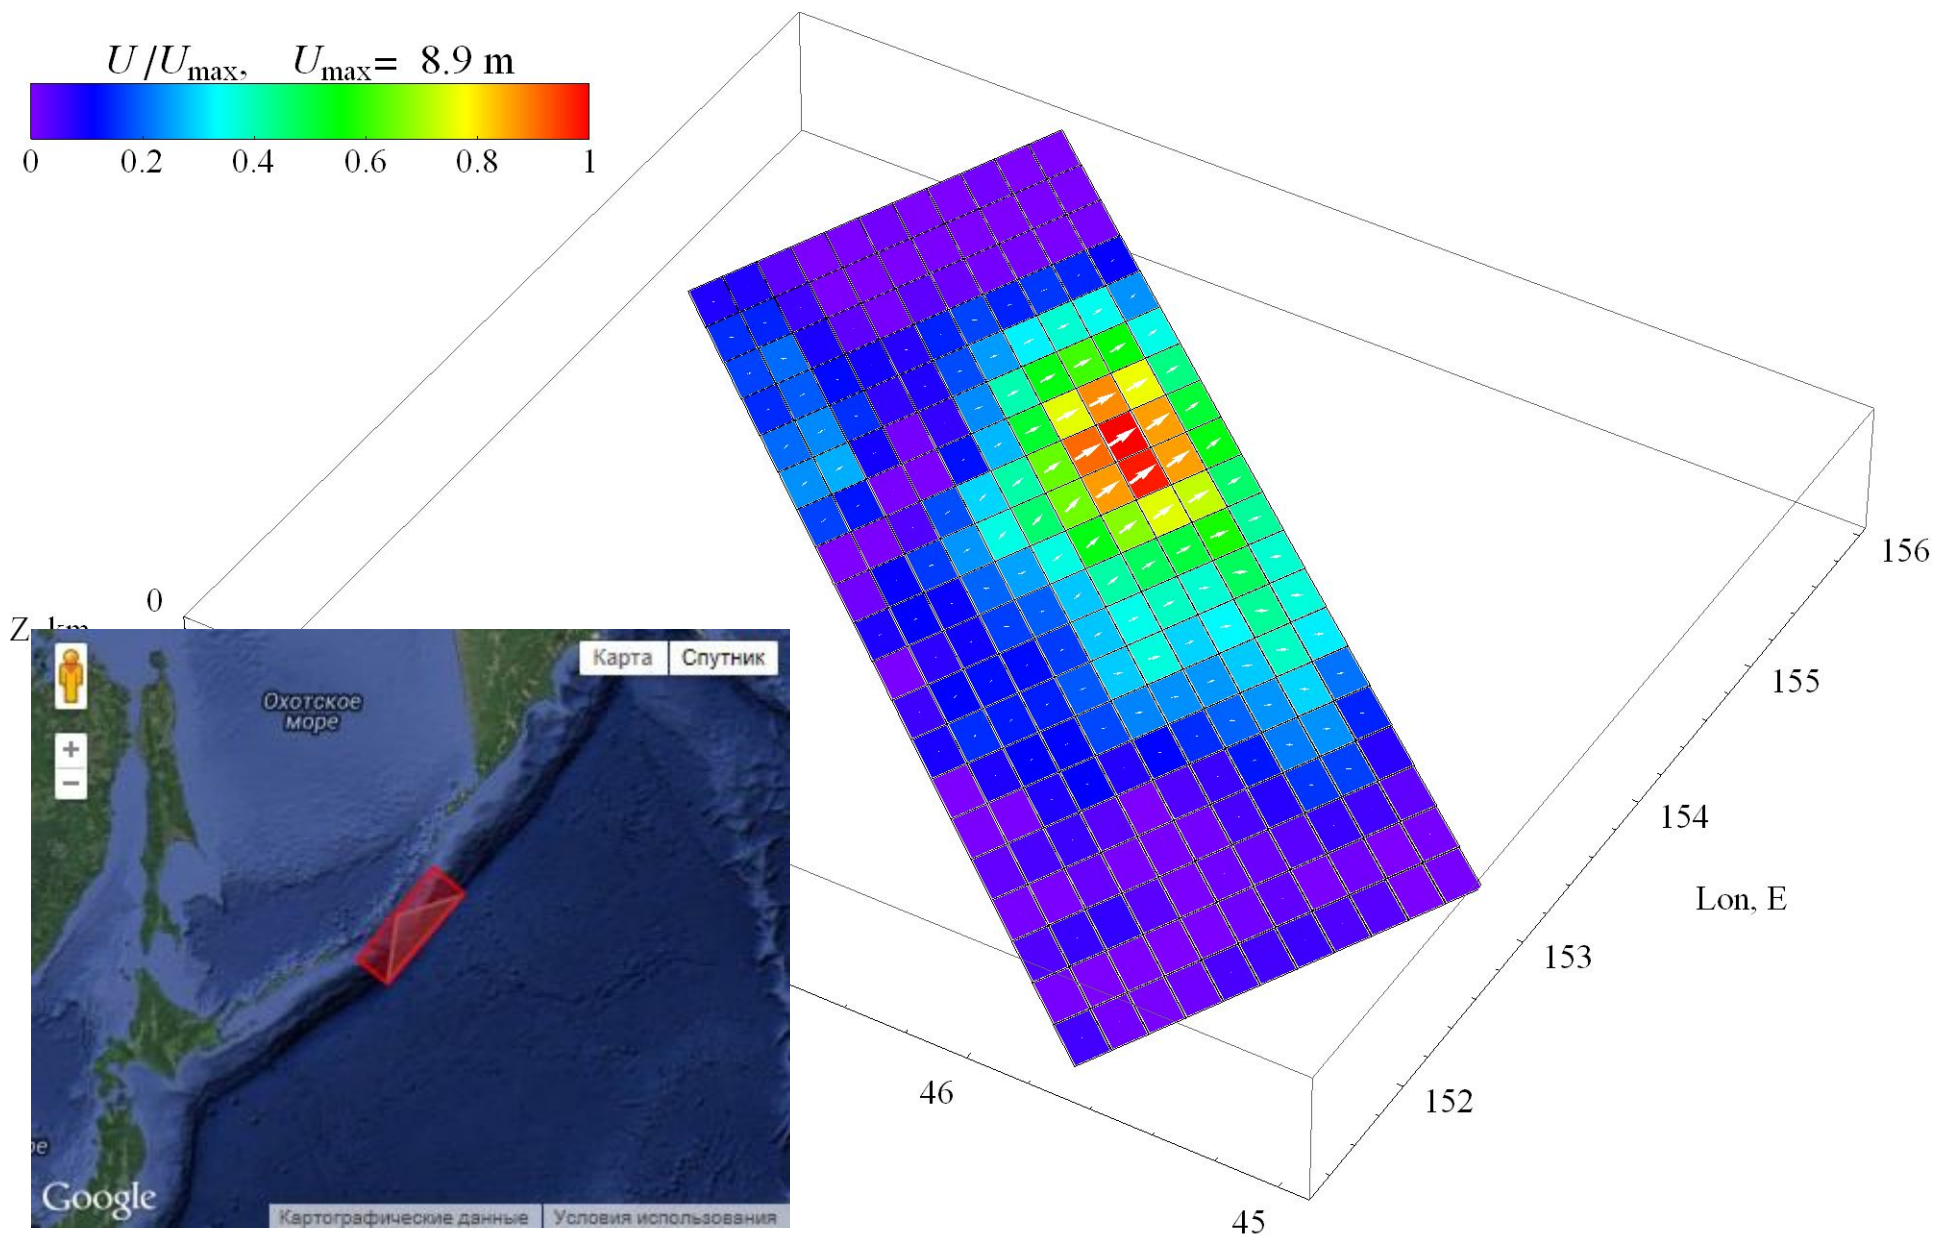 U/Umax, Umax= 8.9 m
0 0.2 0.4 0.6 0.8 1
0
Z, km
156
155
154
Lon, E
153
152
46
45
Карта Спутник
Охотское
море
+
−
Google
Картографические данные Условия использования